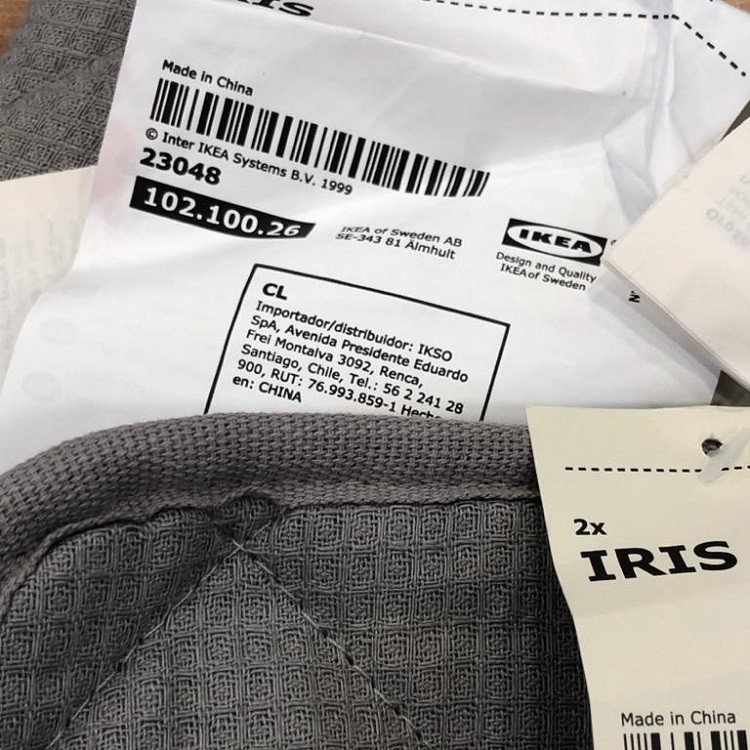 IS
Made in China
© Inter IKEA Systems B.V. 1999
23048
102.100.26
IKEA of Sweden AB
SE-343 81 Älmhult
IKEA
Design and Quality
IKEA of Sweden
CL
Importador/distribuidor: IKSO
SpA, Avenida Presidente Eduardo
Frei Montalva 3092, Renca,
Santiago, Chile, Tel.: 56 2 241 28
900, RUT: 76.993.859-1 Hech
en: CHINA
2x
IRIS
Made in China